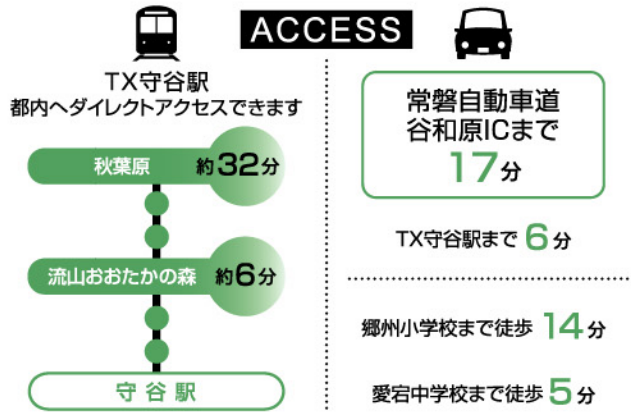 ACCESS
TX守谷駅
都内へダイレクトアクセスできます
秋葉原 約32分
流山おおたかの森 約6分
守谷駅
常磐自動車道
谷和原ICまで
17分
TX守谷駅まで 6分
郷州小学校まで徒歩 14分
愛宕中学校まで徒歩 5分